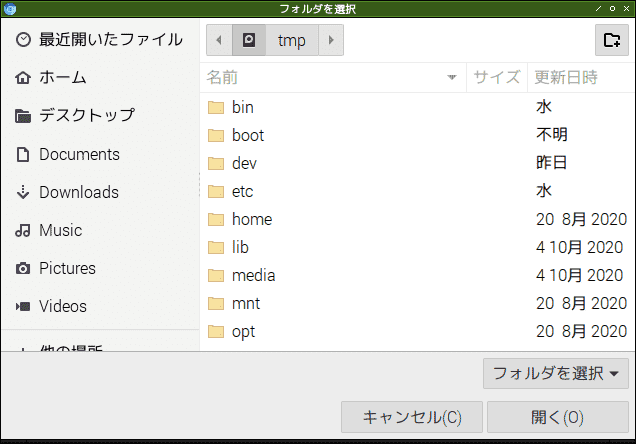 フォルダを選択
最近開いたファイル
ホーム
デスクトップ
Documents
Downloads
Music
Pictures
Videos
他の場所
tmp
名前 サイズ 更新日時
bin 水
boot 不明
dev 昨日
etc 水
home 20 8月 2020
lib 4 10月 2020
media 4 10月 2020
mnt 20 8月 2020
opt 20 8月 2020
フォルダを選択
キャンセル(C) 開く(O)